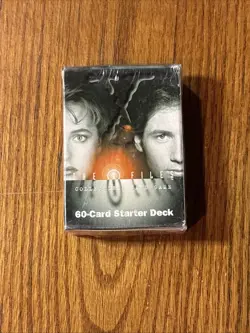 THE X FILES
60-Card Starter Deck